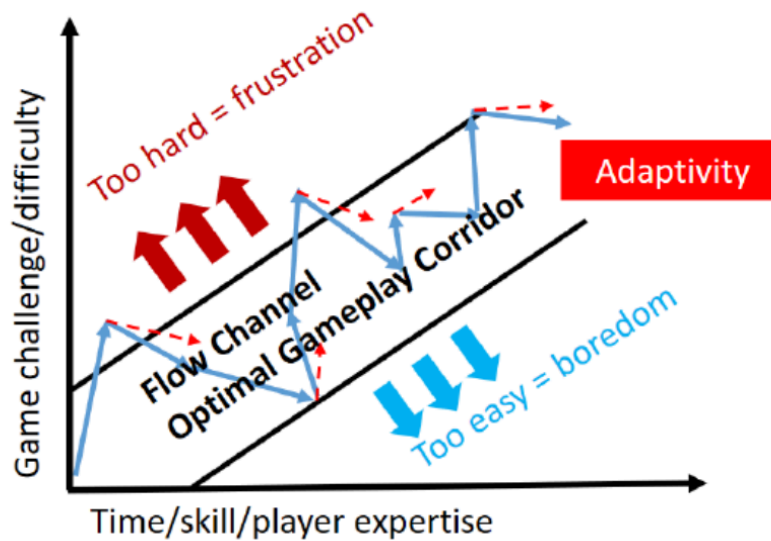 Too hard = frustration
Game challenge/difficulty
Adaptivity
Flow Channel
Optimal Gameplay Corridor
Too easy = boredom
Time/skill/player expertise